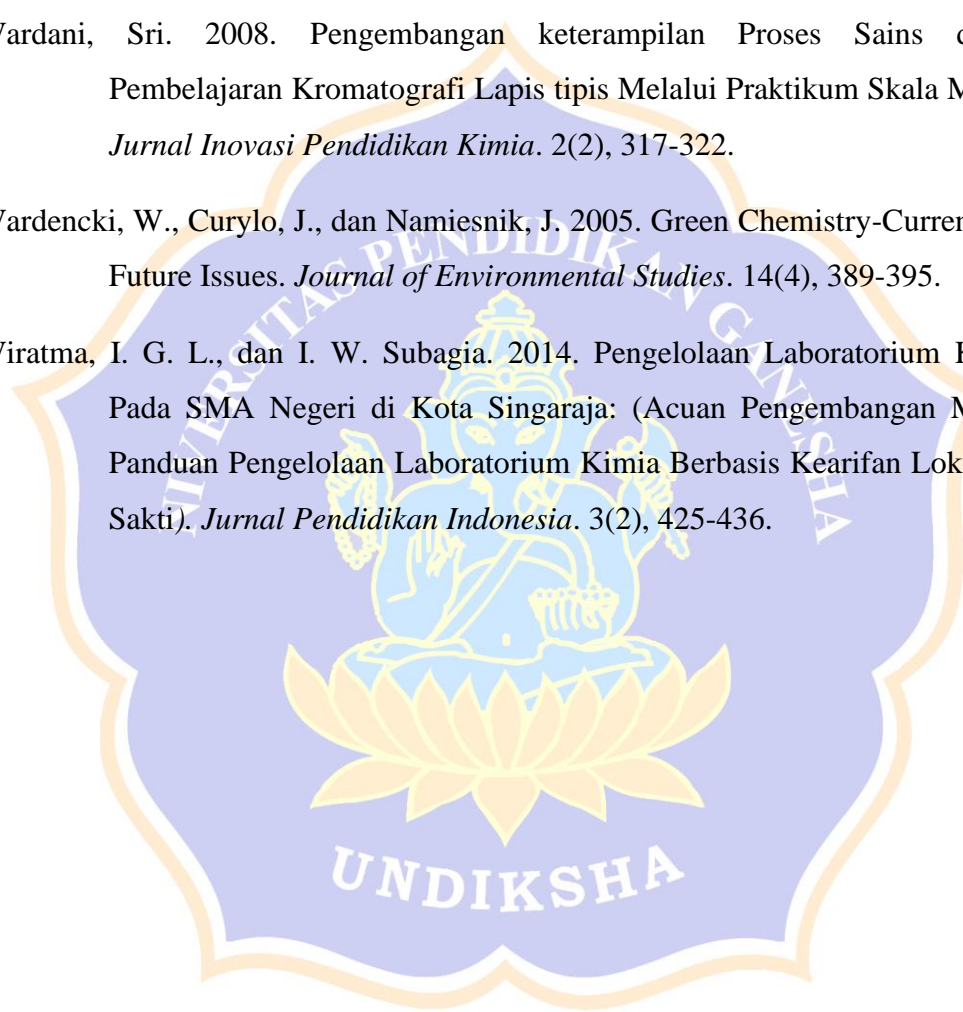 Vardani, Sri. 2008. Pengembangan keterampilan Proses Sains
Pembelajaran Kromatografi Lapis tipis Melalui Praktikum Skala
Jurnal Inovasi Pendidikan Kimia. 2(2), 317-322.
Vardencki, W., Curylo, J., dan Namiesnik, J. 2005. Green Chemistry-Curren
Future Issues. Journal of Environmental Studies. 14(4), 389-395.
Viratma, I. G. L., dan I. W. Subagia. 2014. Pengelolaan Laboratorium
Pada SMA Negeri di Kota Singaraja: (Acuan Pengembangan
Panduan Pengelolaan Laboratorium Kimia Berbasis Kearifan Lok
Sakti). Jurnal Pendidikan Indonesia. 3(2), 425-436.
NIVERSITAS PENDIDIKAN GANESHA
UNDIKSHA